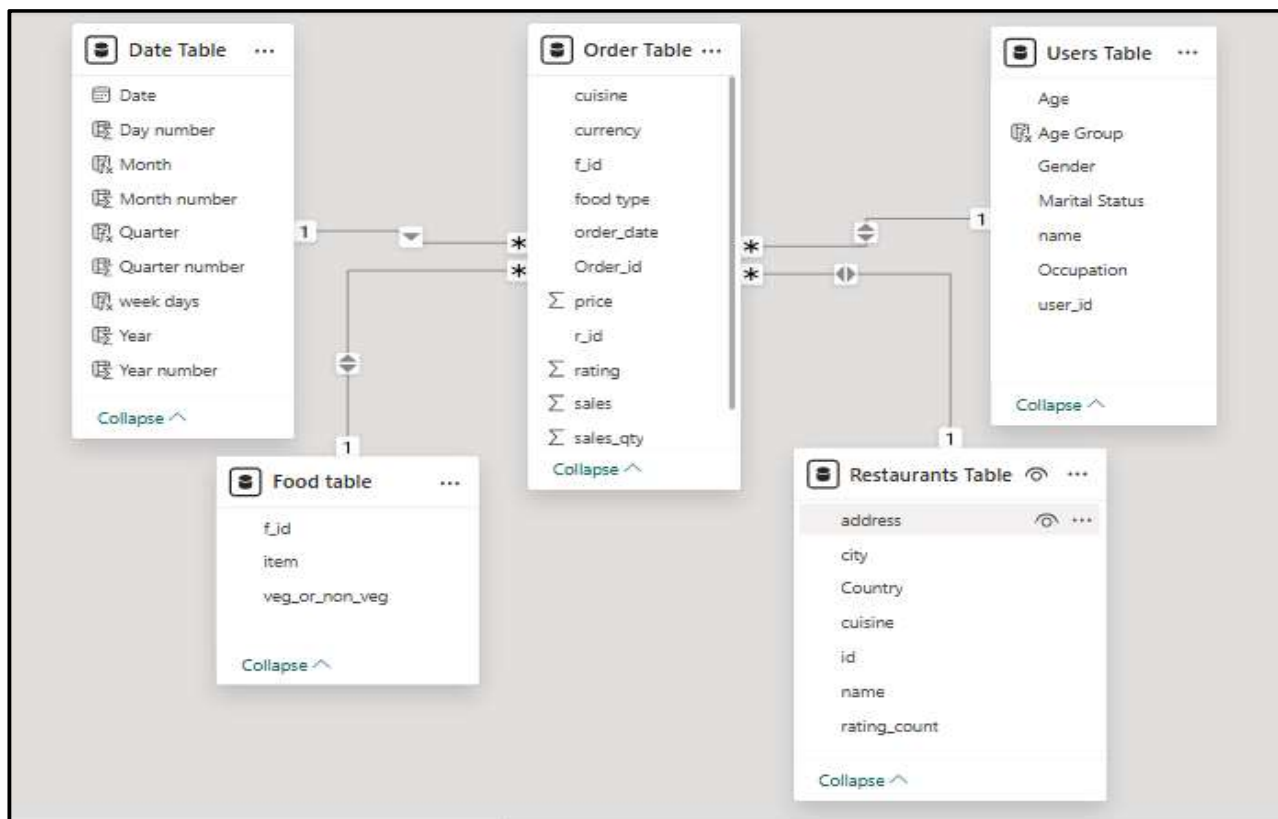 Date Table
Date
Day number
Month
Month number
Quarter
Quarter number
week days
Year
Year number
Collapse
Order Table
cuisine
currency
f_id
food type
order_date
Order_id
Σ price
r_id
Σ rating
Σ sales
Σ sales_qty
Collapse
Users Table
Age
Age Group
Gender
Marital Status
name
Occupation
user_id
Collapse
1
*
*
1
*
*
1
1
Food table
f_id
item
veg_or_non_veg
Collapse
Restaurants Table
address
city
Country
cuisine
id
name
rating_count
Collapse